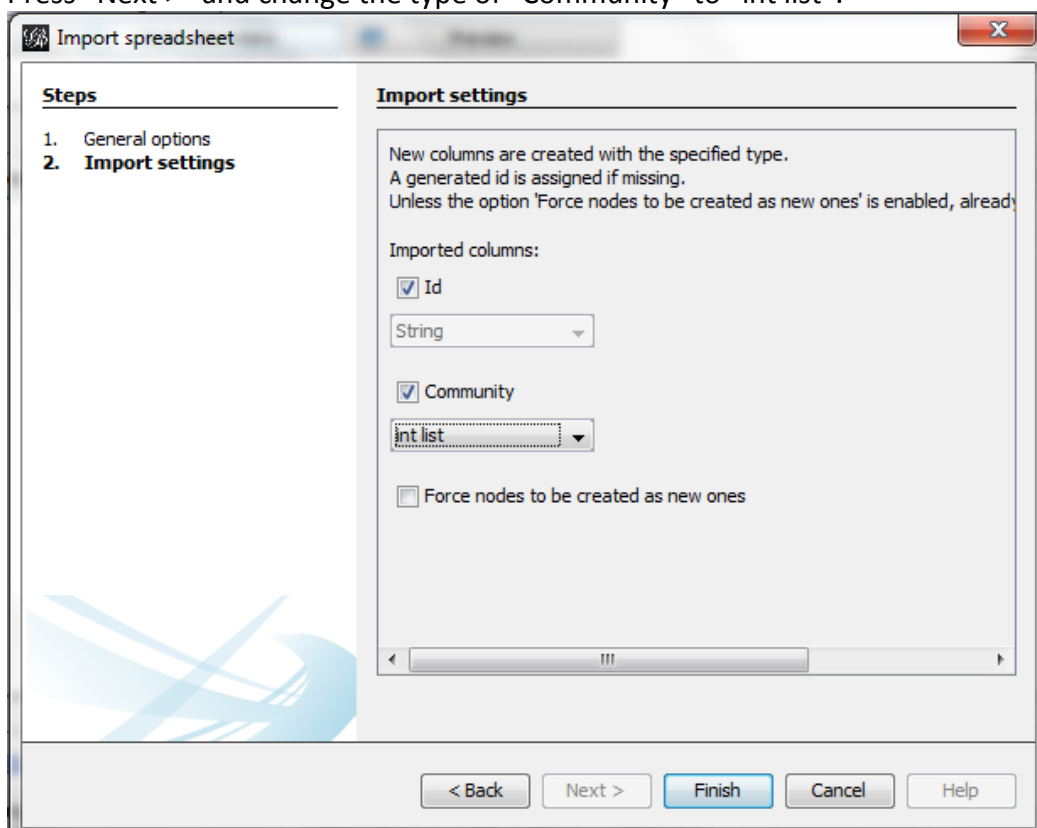 Press "Next >" and change the type of "Community" to "int list".
Import spreadsheet
Steps
1. General options
2. Import settings
Import settings
New columns are created with the specified type.
A generated id is assigned if missing.
Unless the option 'Force nodes to be created as new ones' is enabled, already
Imported columns:
Id
String
Community
int list
Force nodes to be created as new ones
< Back
Next >
Finish
Cancel
Help